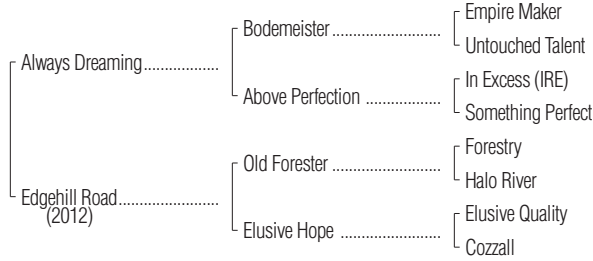 Empire Maker
Bodemeister
Untouched Talent
Always Dreaming
In Excess (IRE)
Above Perfection
Something Perfect
Forestry
Old Forester
Halo River
Edgehill Road
(2012)
Elusive Quality
Elusive Hope
Cozzall